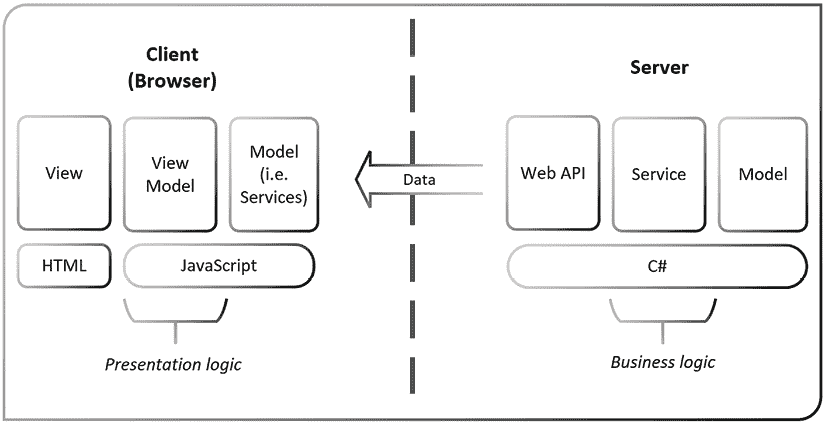 Client
(Browser)
Server
View
View
Model
Model
(i.e.
Services)
Data
Web API
Service
Model
HTML
JavaScript
C#
Presentation logic
Business logic